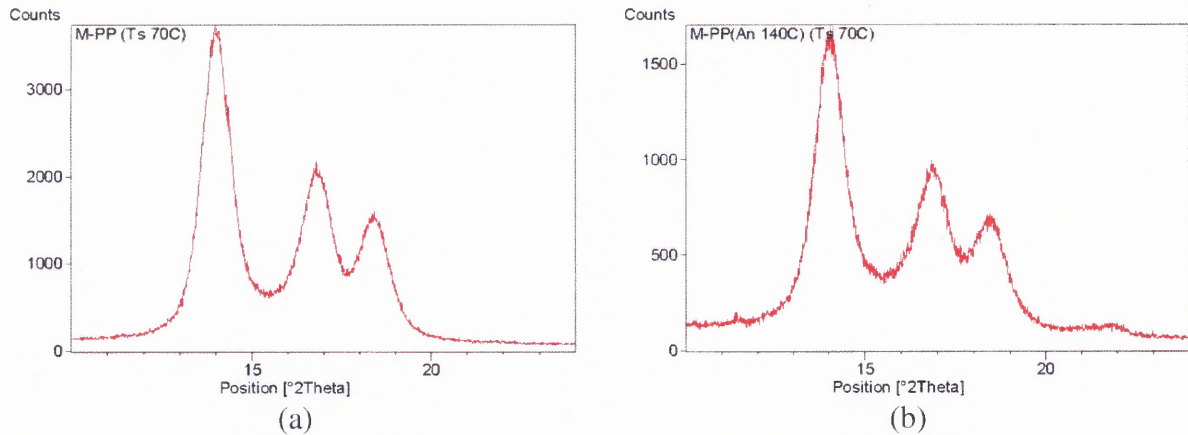 Counts
M-PP (Ts 70C)
3000
2000
1000
0
15
20
Position [°2Theta]
(a)
Counts
M-PP(An 140C) (Ts 70C)
1500
1000
500
0
15
20
Position [°2Theta]
(b)